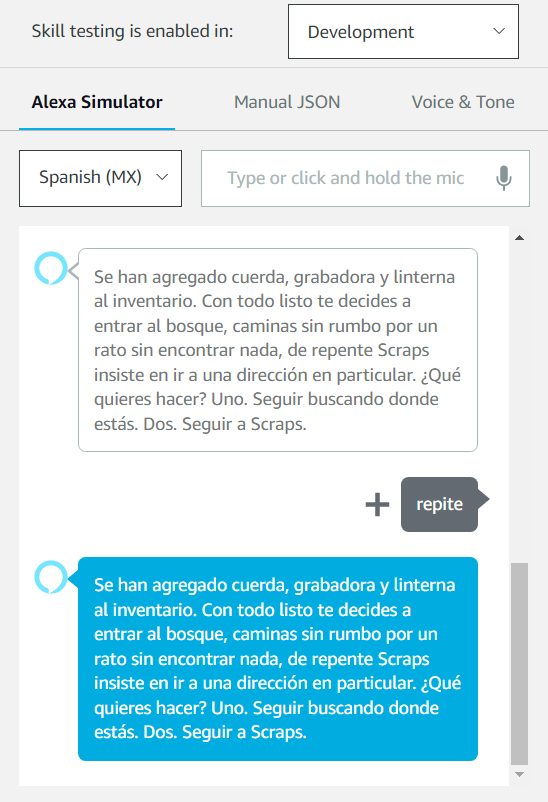 Skill testing is enabled in:
Development
Alexa Simulator
Manual JSON
Voice & Tone
Spanish (MX)
Type or click and hold the mic
Se han agregado cuerda, grabadora y linterna
al inventario. Con todo listo te decides a
entrar al bosque, caminas sin rumbo por un
rato sin encontrar nada, de repente Scraps
insiste en ir a una dirección en particular. ¿Qué
quieres hacer? Uno. Seguir buscando donde
estás. Dos. Seguir a Scraps.
repite
Se han agregado cuerda, grabadora y linterna
al inventario. Con todo listo te decides a
entrar al bosque, caminas sin rumbo por un
rato sin encontrar nada, de repente Scraps
insiste en ir a una dirección en particular. ¿Qué
quieres hacer? Uno. Seguir buscando donde
estás. Dos. Seguir a Scraps.